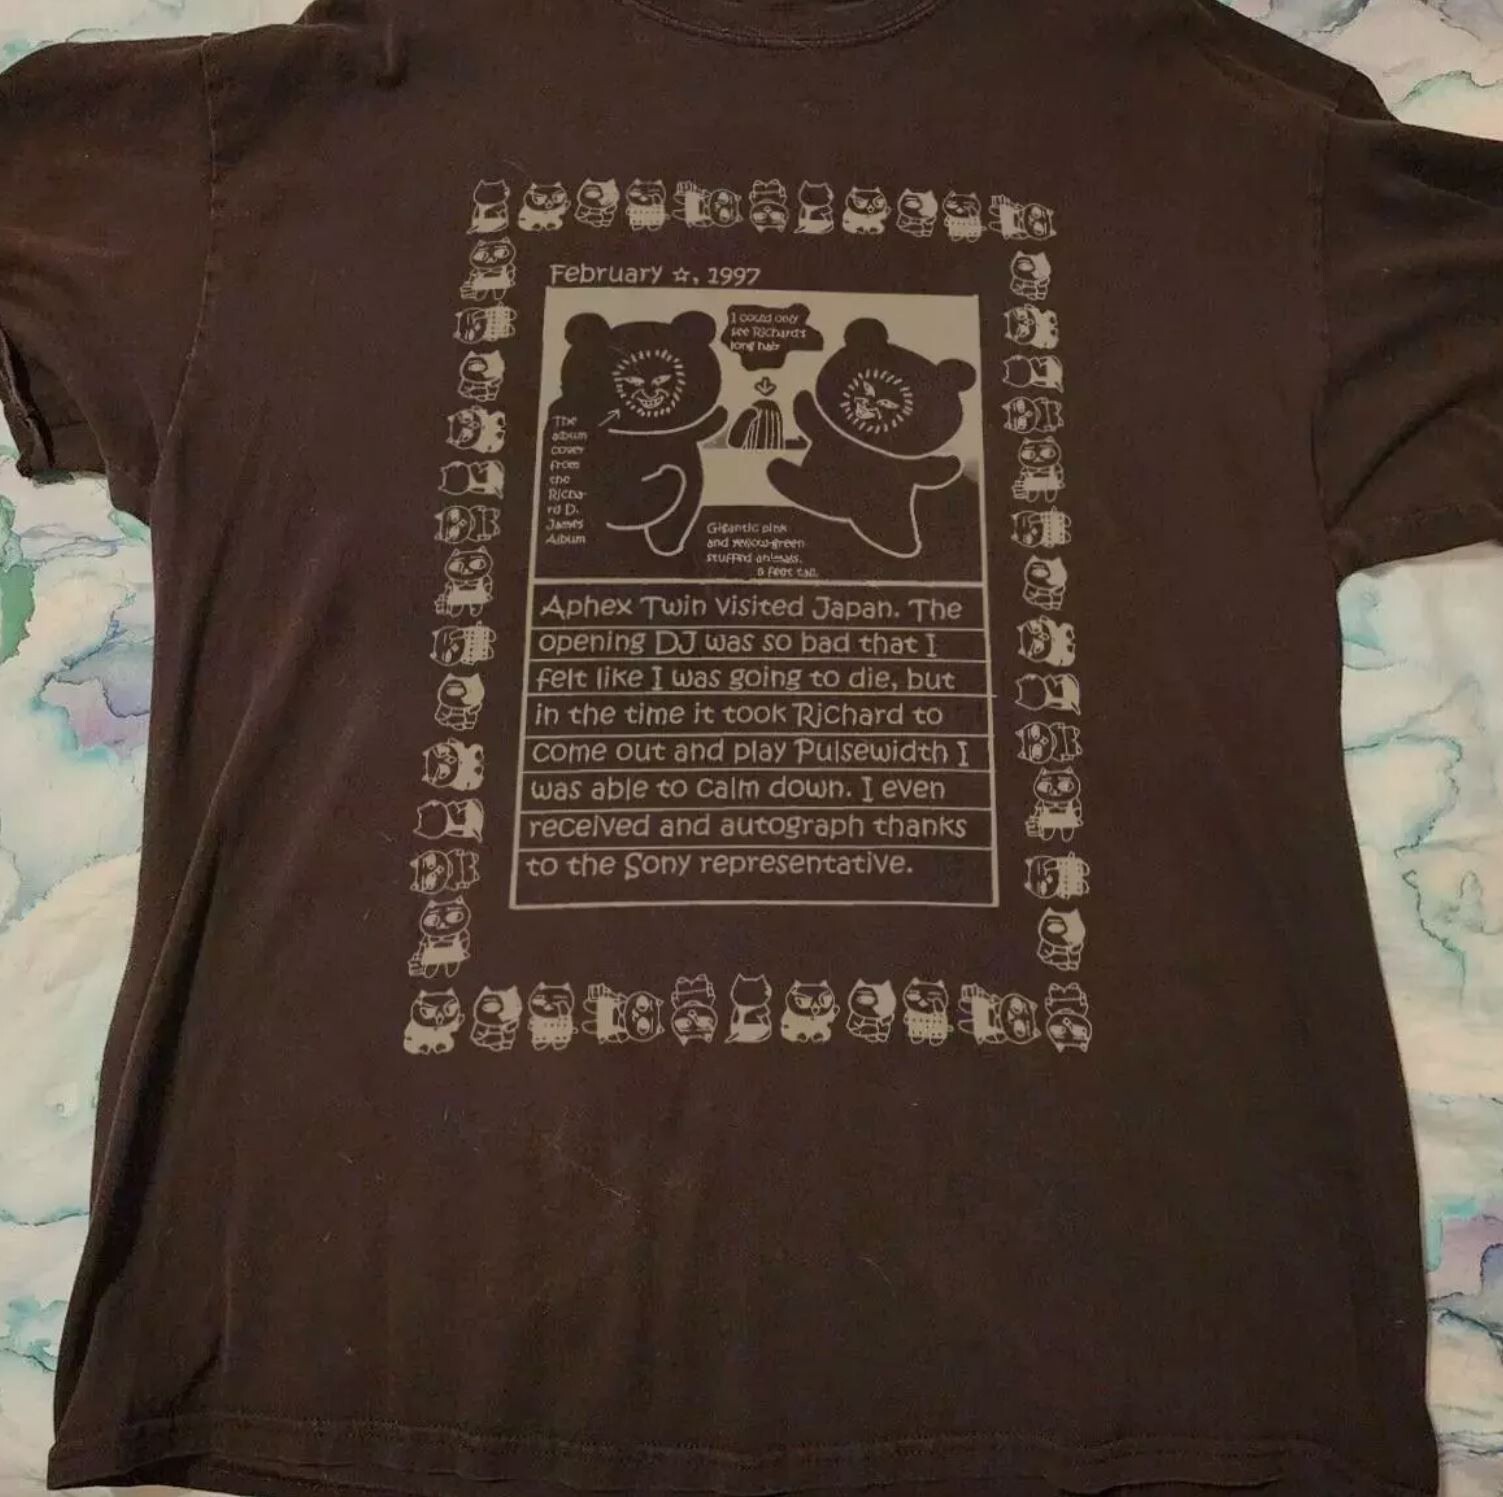 February ☆, 1997
I could only
see Richard's
long hair
The
album
cover
from
the
Richa-
rd D.
James
Album
Gigantic pink
and yellow-green
stuffed animals.
feet tall.
Aphex Twin visited Japan. The
opening DJ was so bad that I
felt like I was going to die, but
in the time it took Richard to
come out and play Pulsewidth I
was able to calm down. I even
received and autograph thanks
to the Sony representative.